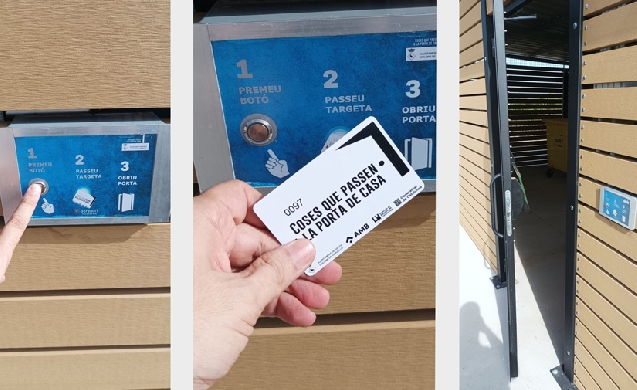 1
PREMEU
BOTÓ
2
PASSEU
TARGETA
3
OBRIU
PORTA
1
PREMEU
BOTÓ
2
PASSEU
TARGETA
3
OBRIU
PORTA
0097
COSES QUE PASSEN
A LA PORTA DE CASA
AMB